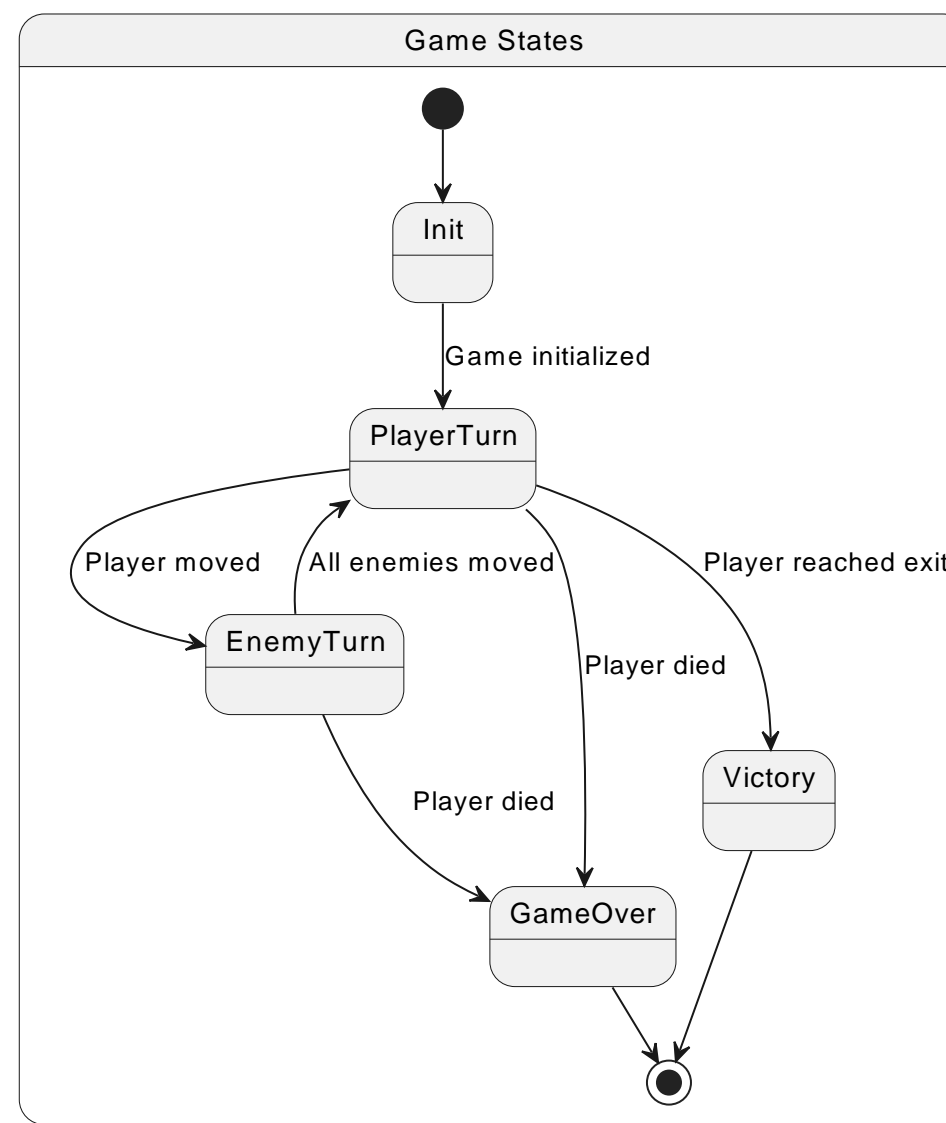 Game States
Init
Game initialized
PlayerTurn
Player moved
All enemies moved
Player reached exit
EnemyTurn
Player died
Victory
Player died
GameOver